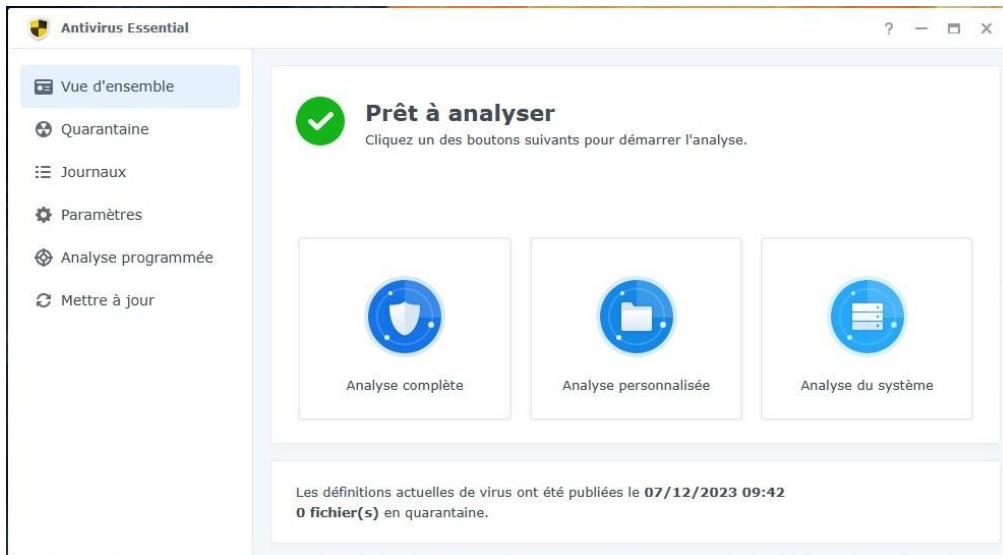 Antivirus Essential
?
Vue d'ensemble
Quarantaine
Journaux
Paramètres
Analyse programmée
Mettre à jour
Prêt à analyser
Cliquez un des boutons suivants pour démarrer l'analyse.
Analyse complète
Analyse personnalisée
Analyse du système
Les définitions actuelles de virus ont été publiées le 07/12/2023 09:42
0 fichier(s) en quarantaine.